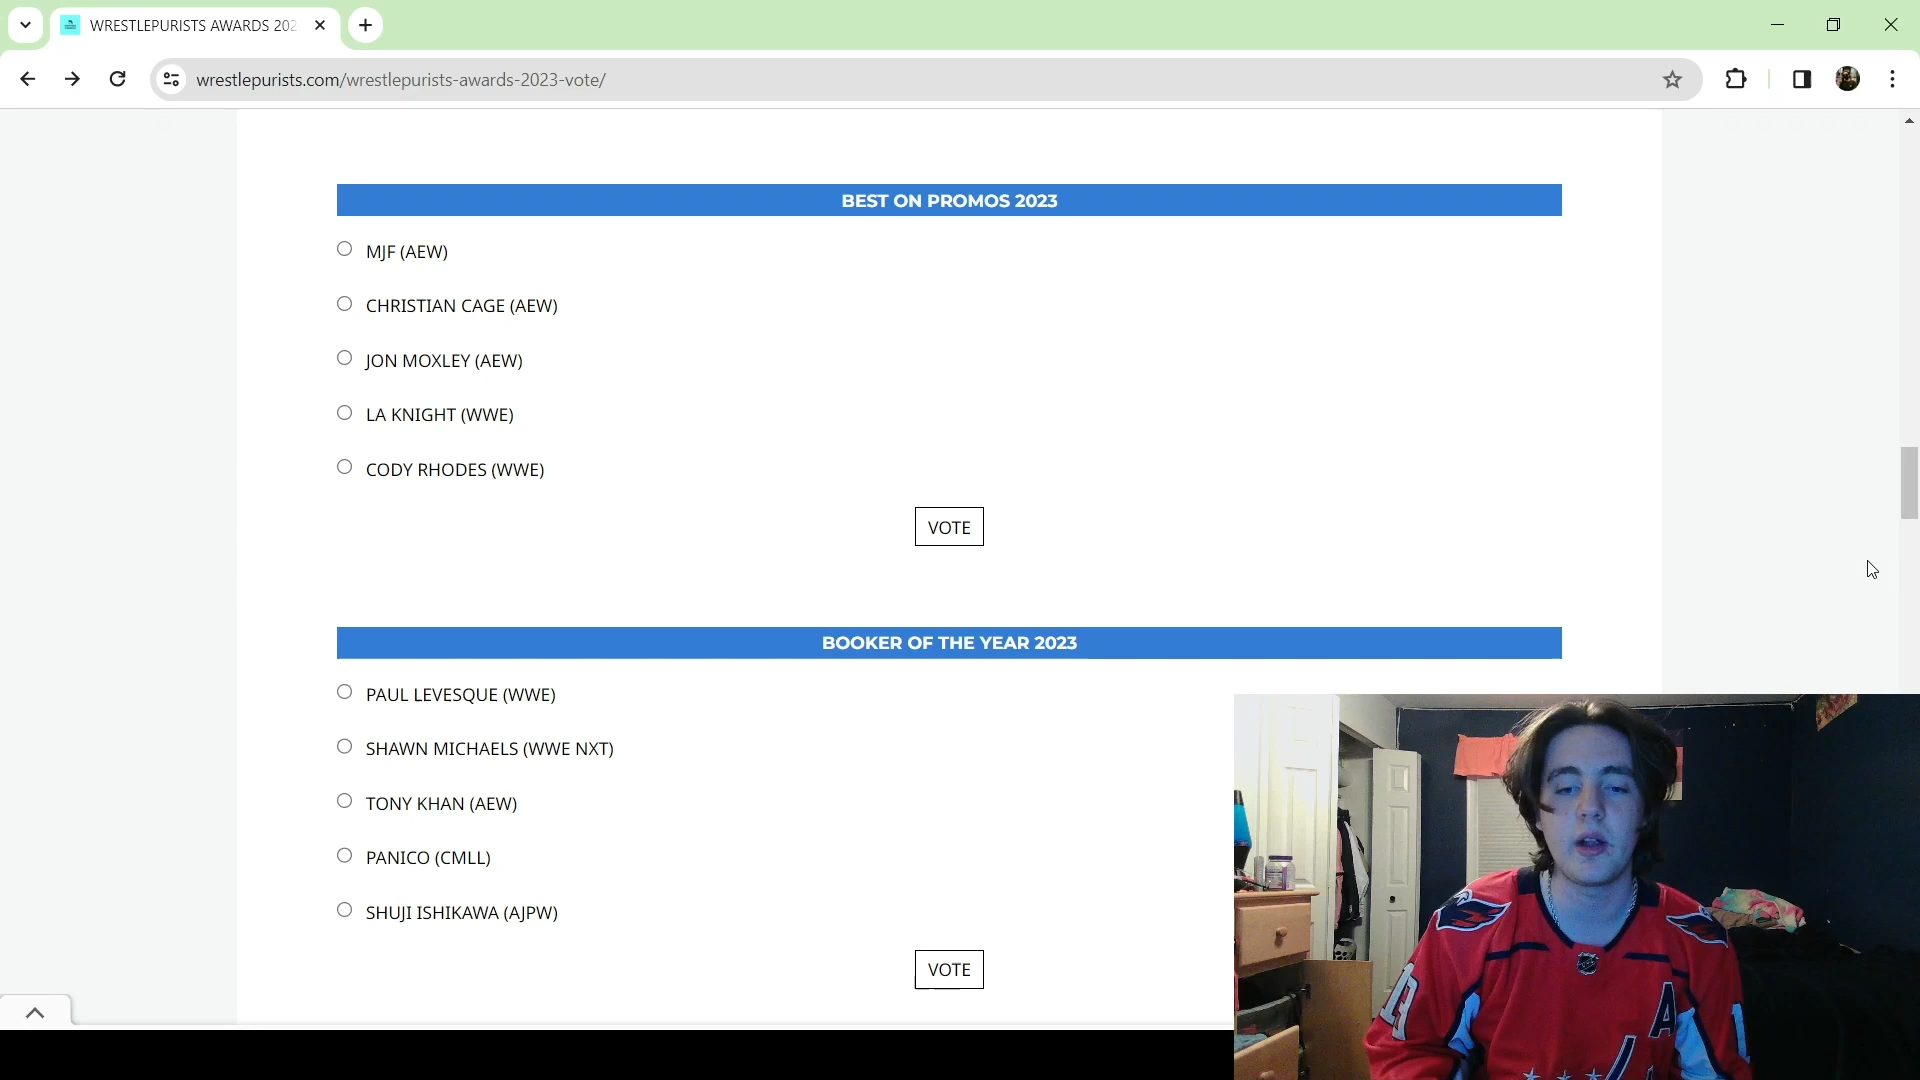 WRESTLEPURISTS AWARDS 202
wrestlepurists.com/wrestlepurists-awards-2023-vote/
BEST ON PROMOS 2023
MJF (AEW)
CHRISTIAN CAGE (AEW)
JON MOXLEY (AEW)
LA KNIGHT (WWE)
CODY RHODES (WWE)
VOTE
BOOKER OF THE YEAR 2023
PAUL LEVESQUE (WWE)
SHAWN MICHAELS (WWE NXT)
TONY KHAN (AEW)
PANICO (CMLL)
SHUJI ISHIKAWA (AJPW)
VOTE
A